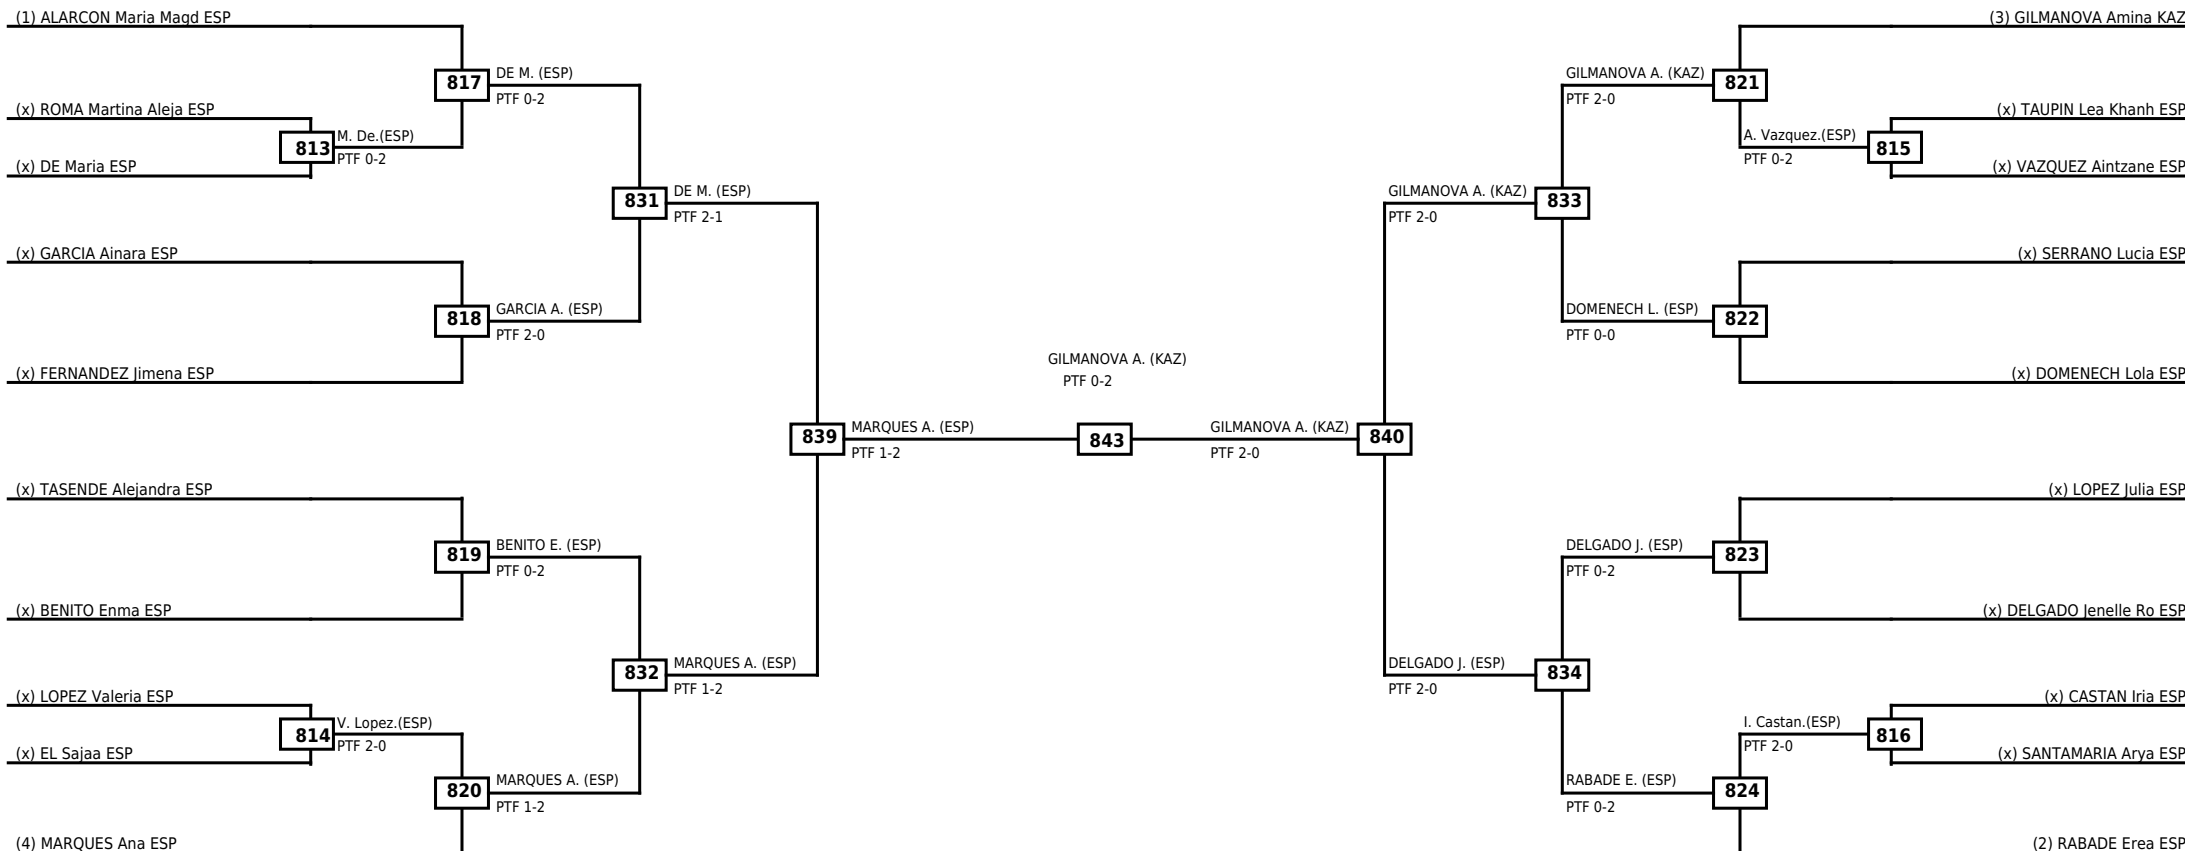 (1) ALARCON Maria Magd ESP
(3) GILMANOVA Amina KAZ
817
DE M. (ESP)
PTF 0-2
GILMANOVA A. (KAZ)
PTF 2-0
821
(x) ROMA Martina Aleja ESP
(x) TAUPIN Lea Khanh ESP
813
M. De.(ESP)
PTF 0-2
A. Vazquez.(ESP)
PTF 0-2
815
(x) DE Maria ESP
(x) VAZQUEZ Aintzane ESP
831
DE M. (ESP)
PTF 2-1
GILMANOVA A. (KAZ)
PTF 2-0
833
(x) GARCIA Ainara ESP
(x) SERRANO Lucia ESP
818
GARCIA A. (ESP)
PTF 2-0
DOMENECH L. (ESP)
PTF 0-0
822
GILMANOVA A. (KAZ)
PTF 0-2
(x) FERNANDEZ Jimena ESP
(x) DOMENECH Lola ESP
839
MARQUES A. (ESP)
PTF 1-2
843
GILMANOVA A. (KAZ)
PTF 2-0
840
(x) TASENDE Alejandra ESP
(x) LOPEZ Julia ESP
819
BENITO E. (ESP)
PTF 0-2
DELGADO J. (ESP)
PTF 0-2
823
(x) BENITO Enma ESP
(x) DELGADO Jenelle Ro ESP
832
MARQUES A. (ESP)
PTF 1-2
DELGADO J. (ESP)
PTF 2-0
834
(x) LOPEZ Valeria ESP
(x) CASTAN Iria ESP
814
V. Lopez.(ESP)
PTF 2-0
I. Castan.(ESP)
PTF 2-0
816
(x) EL Sajaa ESP
(x) SANTAMARIA Arya ESP
820
MARQUES A. (ESP)
PTF 1-2
RABADE E. (ESP)
PTF 0-2
824
(4) MARQUES Ana ESP
(2) RABADE Erea ESP